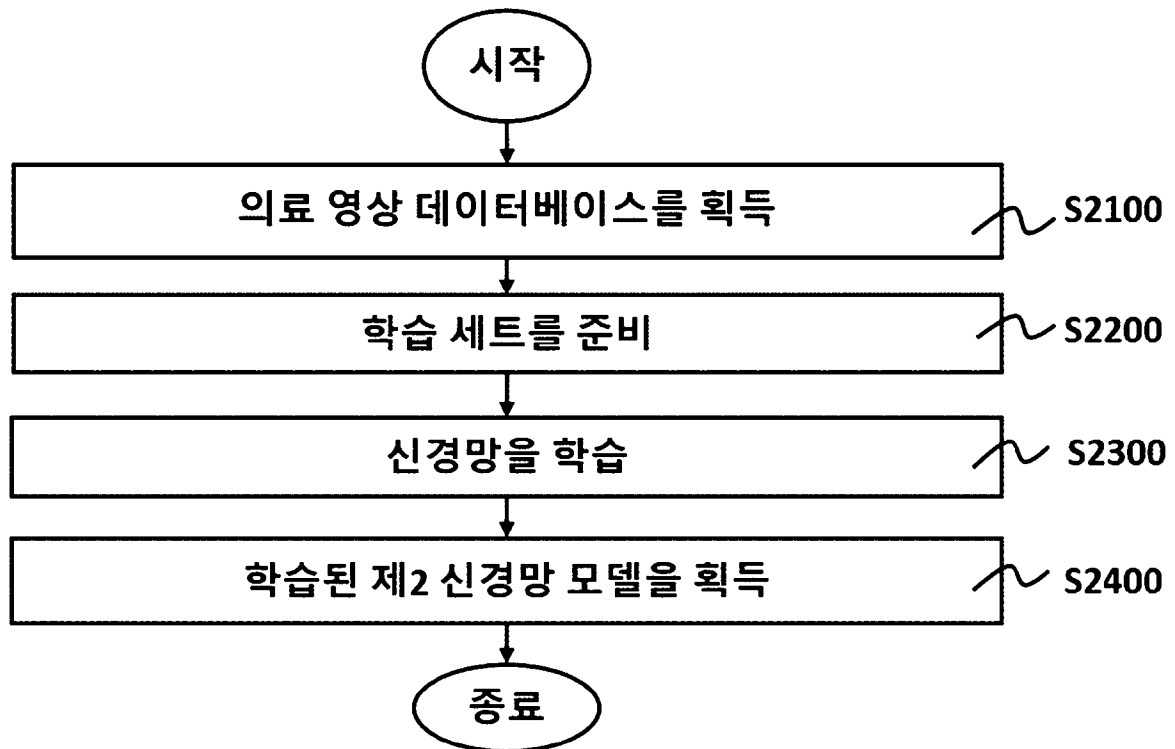 시작
의료 영상 데이터베이스를 획득
S2100
학습 세트를 준비
S2200
신경망을 학습
S2300
학습된 제2 신경망 모델을 획득
S2400
종료